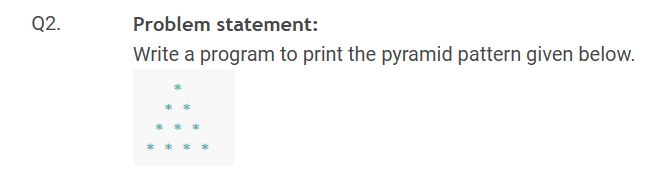 Q2. Problem statement:
Write a program to print the pyramid pattern given below.
*
* *
* * *
* * * *